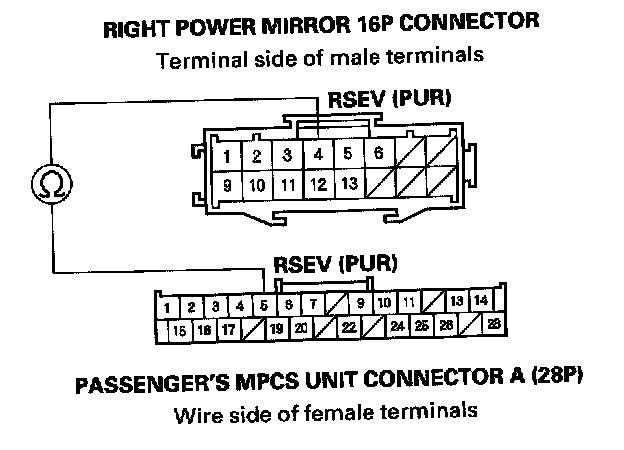 RIGHT POWER MIRROR 16P CONNECTOR
Terminal side of male terminals
RSEV (PUR)
1 2 3 4 5 6
9 10 11 12 13
Ω
RSEV (PUR)
1 2 3 4 5 6 7 9 10 11 13 14
15 16 17 19 20 22 24 25 26 28
PASSENGER'S MPCS UNIT CONNECTOR A (28P)
Wire side of female terminals